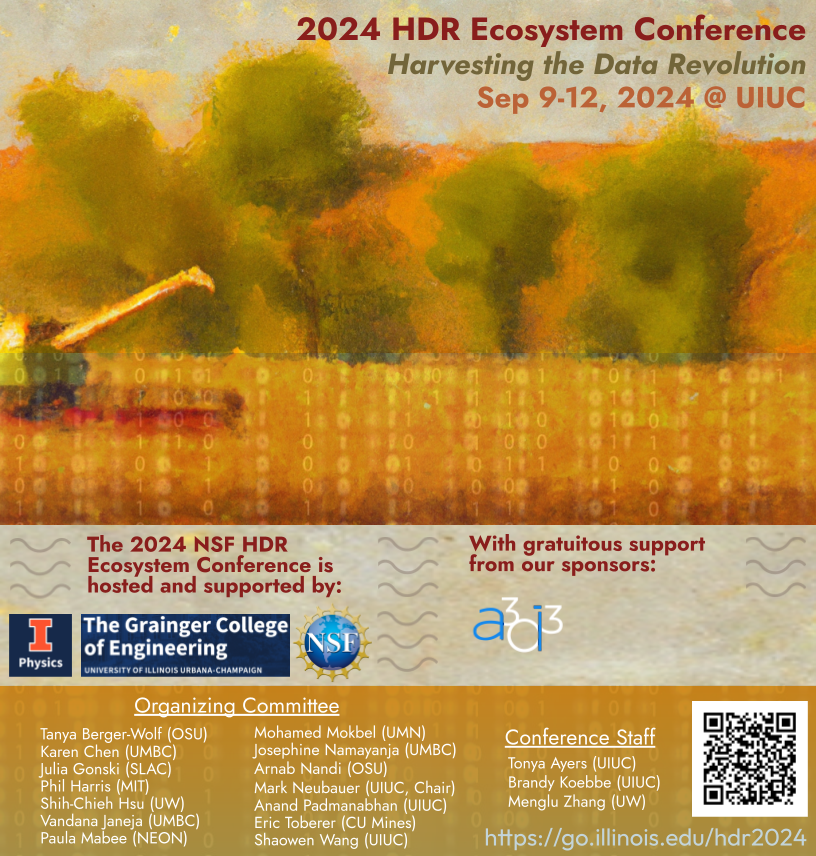 2024 HDR Ecosystem Conference
Harvesting the Data Revolution
Sep 9-12, 2024 @ UIUC
The 2024 NSF HDR
Ecosystem Conference is
hosted and supported by:
With gratuitous support
from our sponsors:
I
Physics
The Grainger College
of Engineering
UNIVERSITY OF ILLINOIS URBANA-CHAMPAIGN
NSF
a3d3
Organizing Committee
Tanya Berger-Wolf (OSU)
Karen Chen (UMBC)
Julia Gonski (SLAC)
Phil Harris (MIT)
Shih-Chieh Hsu (UW)
Vandana Janeja (UMBC)
Paula Mabee (NEON)
Mohamed Mokbel (UMN)
Josephine Namayanja (UMBC)
Arnab Nandi (OSU)
Mark Neubauer (UIUC, Chair)
Anand Padmanabhan (UIUC)
Eric Toberer (CU Mines)
Shaowen Wang (UIUC)
Conference Staff
Tonya Ayers (UIUC)
Brandy Koebbe (UIUC)
Menglu Zhang (UW)
https://go.illinois.edu/hdr2024